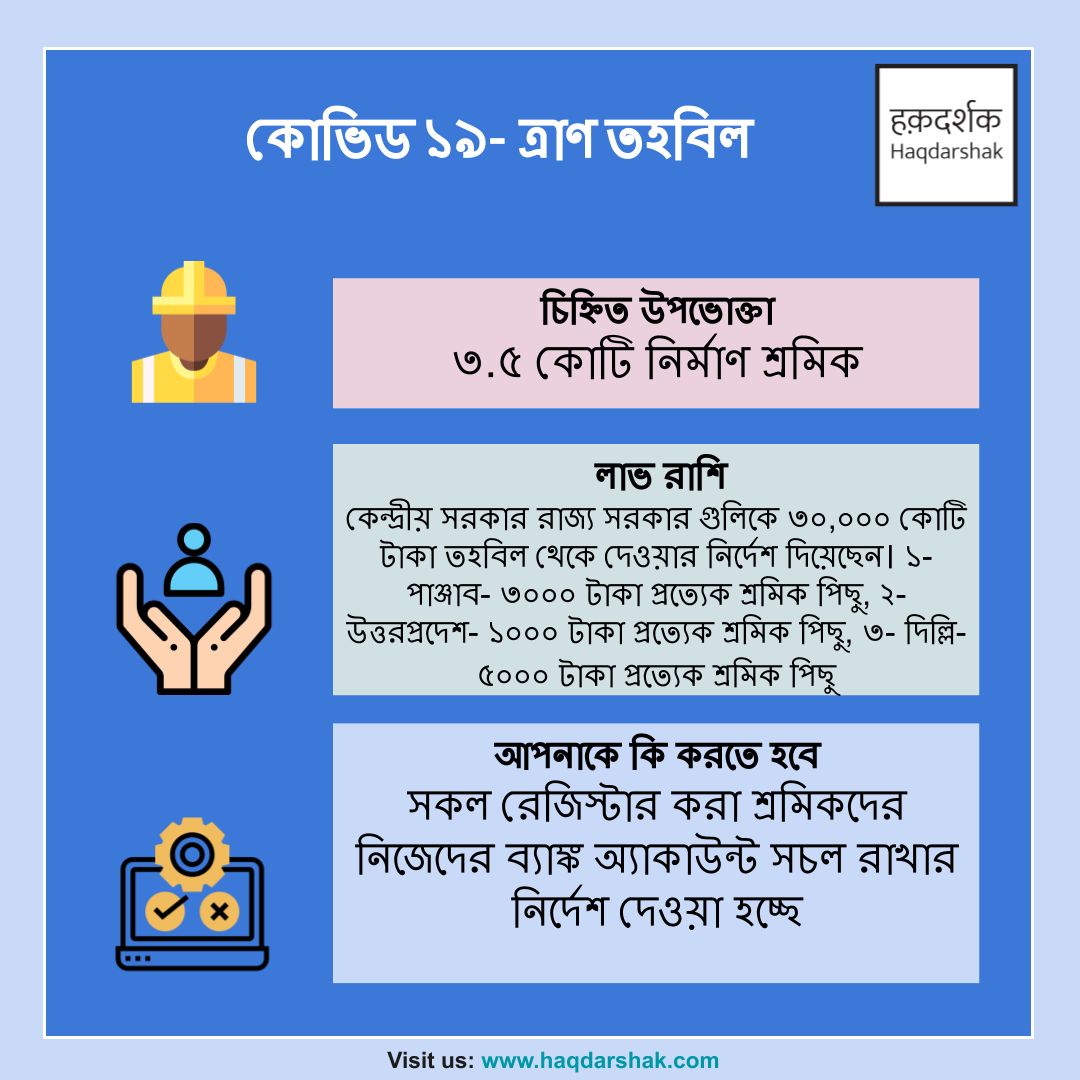 কোভিড ১৯- ত্রাণ তহবিল
हक़दर्शक
Haqdarshak
চিহ্নিত উপভোক্তা
৩.৫ কোটি নির্মাণ শ্রমিক
লাভ রাশি
কেন্দ্রীয় সরকার রাজ্য সরকার গুলিকে ৩০,০০০ কোটি
টাকা তহবিল থেকে দেওয়ার নির্দেশ দিয়েছেন। ১-
পাঞ্জাব- ৩০০০ টাকা প্রত্যেক শ্রমিক পিছু, ২-
উত্তরপ্রদেশ- ১০০০ টাকা প্রত্যেক শ্রমিক পিছু, ৩- দিল্লি-
৫০০০ টাকা প্রত্যেক শ্রমিক পিছু
আপনাকে কি করতে হবে
সকল রেজিস্টার করা শ্রমিকদের
নিজেদের ব্যাঙ্ক অ্যাকাউন্ট সচল রাখার
নির্দেশ দেওয়া হচ্ছে
Visit us: www.haqdarshak.com